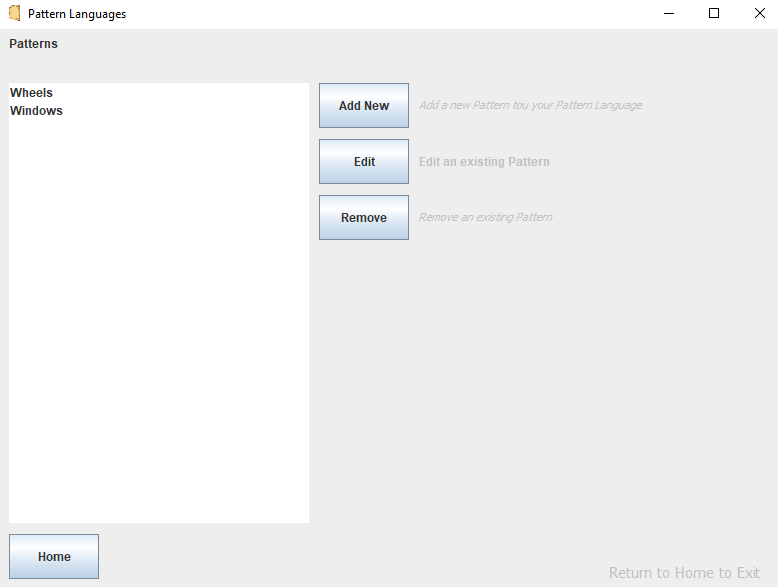 Pattern Languages
Patterns
Wheels
Windows
Add New
Add a new Pattern tou your Pattern Language
Edit
Edit an existing Pattern
Remove
Remove an existing Pattern
Home
Return to Home to Exit